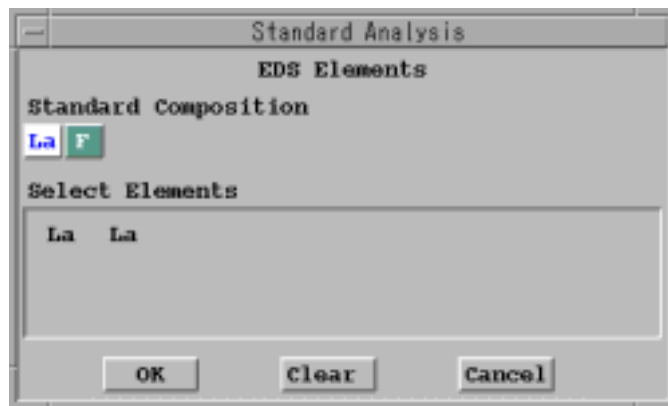 Standard Analysis
EDS Elements
Standard Composition
La F
Select Elements
La La
OK Clear Cancel